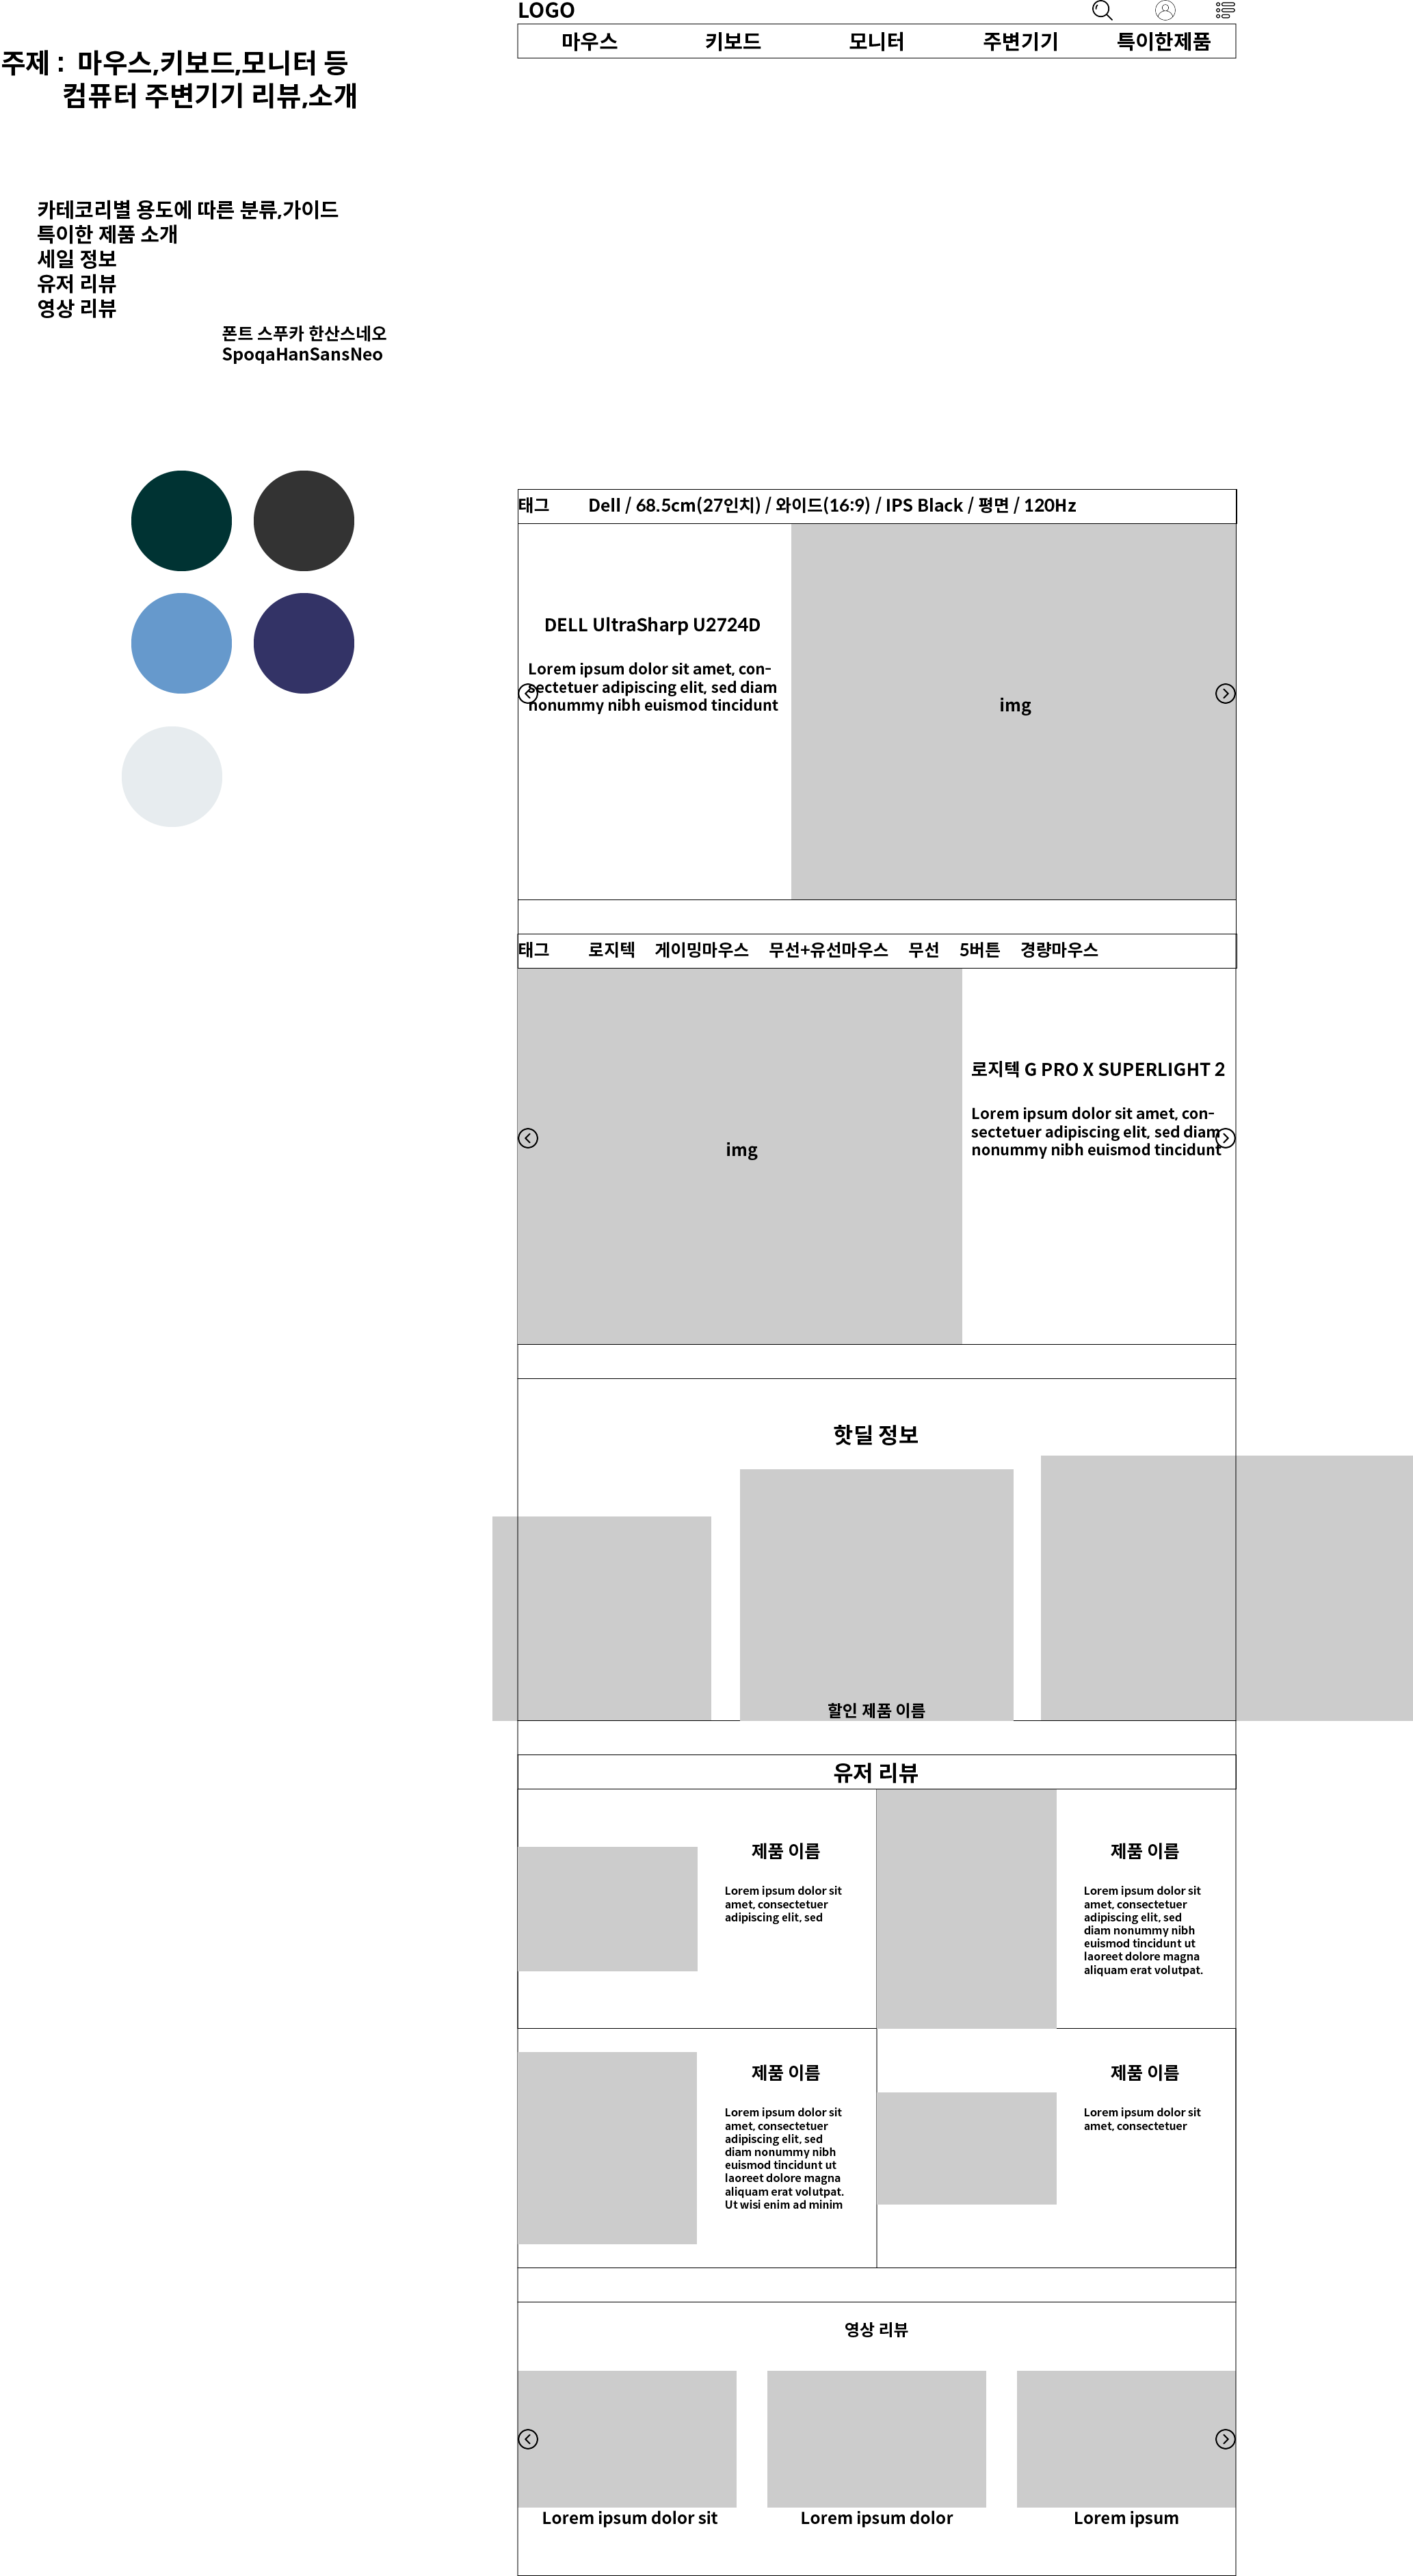 LOGO
마우스 키보드 모니터 주변기기 특이한제품
주제 : 마우스,키보드,모니터 등
컴퓨터 주변기기 리뷰,소개
카테코리별 용도에 따른 분류,가이드
특이한 제품 소개
세일 정보
유저 리뷰
영상 리뷰
폰트 스푸카 한산스네오
SpoqaHanSansNeo
태그 Dell / 68.5cm(27인치) / 와이드(16:9) / IPS Black / 평면 / 120Hz
DELL UltraSharp U2724D
Lorem ipsum dolor sit amet, con-
sectetuer adipiscing elit, sed diam
nonummy nibh euismod tincidunt
img
태그 로지텍 게이밍마우스 무선+유선마우스 무선 5버튼 경량마우스
img
로지텍 G PRO X SUPERLIGHT 2
Lorem ipsum dolor sit amet, con-
sectetuer adipiscing elit, sed diam
nonummy nibh euismod tincidunt
핫딜 정보
할인 제품 이름
유저 리뷰
제품 이름
Lorem ipsum dolor sit
amet, consectetuer
adipiscing elit, sed
제품 이름
Lorem ipsum dolor sit
amet, consectetuer
adipiscing elit, sed
diam nonummy nibh
euismod tincidunt ut
laoreet dolore magna
aliquam erat volutpat.
제품 이름
Lorem ipsum dolor sit
amet, consectetuer
adipiscing elit, sed
diam nonummy nibh
euismod tincidunt ut
laoreet dolore magna
aliquam erat volutpat.
Ut wisi enim ad minim
제품 이름
Lorem ipsum dolor sit
amet, consectetuer
영상 리뷰
Lorem ipsum dolor sit
Lorem ipsum dolor
Lorem ipsum